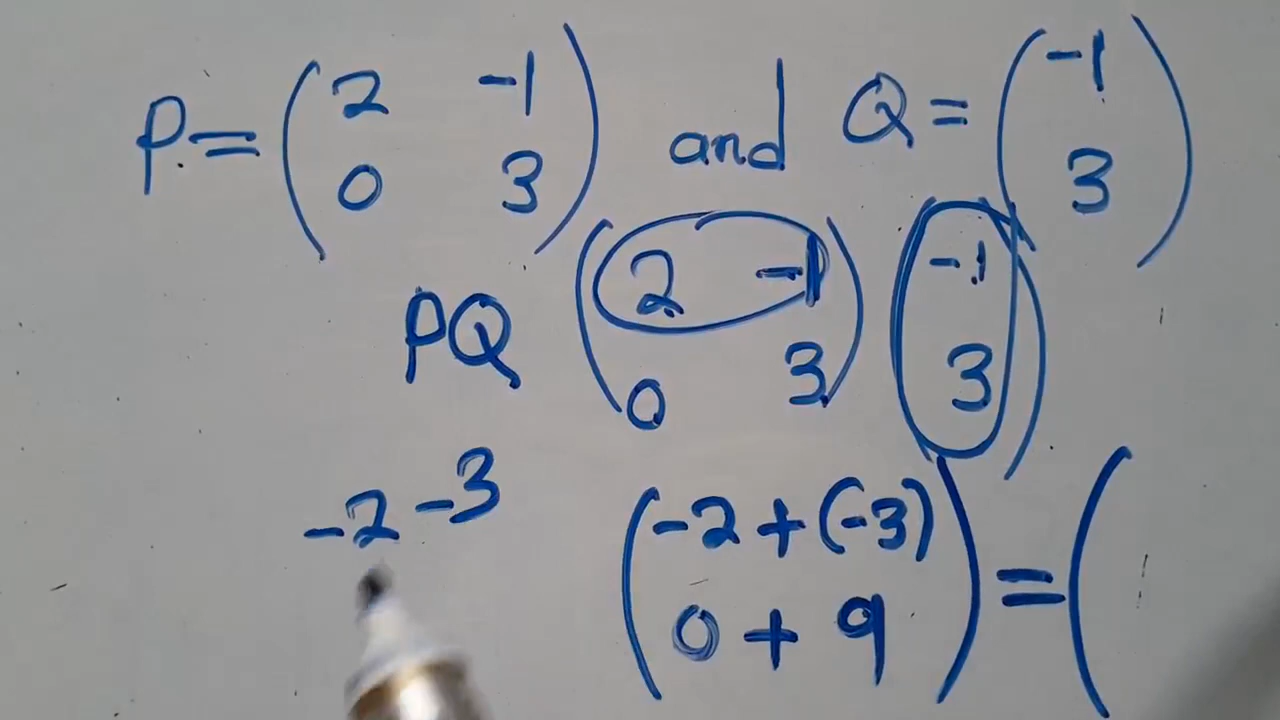 P = ( 2 -1 ) and Q = ( -1 )
( 0 3 ) ( 3 )
PQ ( 2 -1 ) ( -1 )
( 0 3 ) ( 3 )
-2 -3 ( -2 + (-3) ) = (
( 0 + 9 )